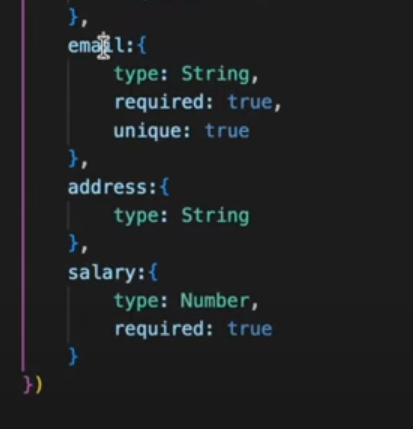 },
email:{
type: String,
required: true,
unique: true
},
address:{
type: String
},
salary:{
type: Number,
required: true
}
})